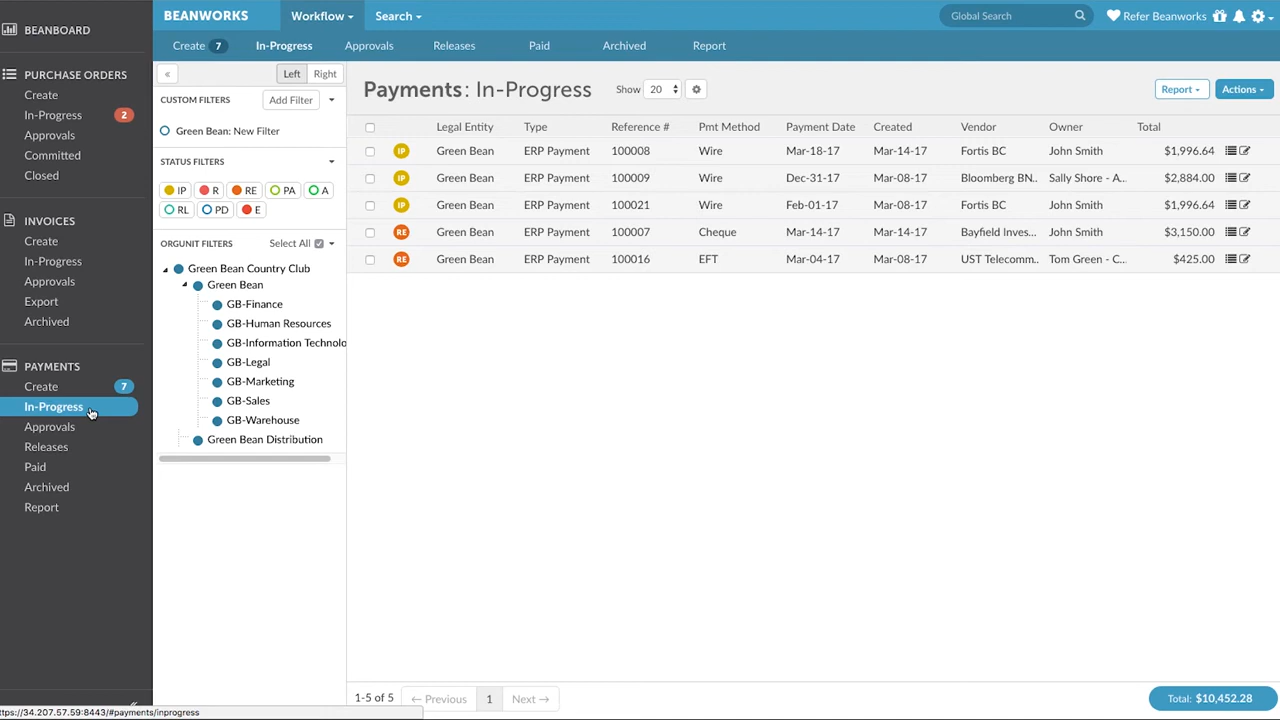 BEANBOARD
PURCHASE ORDERS
Create
In-Progress 2
Approvals
Committed
Closed
INVOICES
Create
In-Progress
Approvals
Export
Archived
PAYMENTS
Create 7
In-Progress
Approvals
Releases
Paid
Archived
Report
BEANWORKS Workflow Search Global Search Refer Beanworks
Create 7 In-Progress Approvals Releases Paid Archived Report
« Left Right
CUSTOM FILTERS Add Filter
Green Bean: New Filter
STATUS FILTERS
IP R RE PA A
RL PD E
ORGUNIT FILTERS Select All
Green Bean Country Club
Green Bean
GB-Finance
GB-Human Resources
GB-Information Technolo
GB-Legal
GB-Marketing
GB-Sales
GB-Warehouse
Green Bean Distribution
Payments: In-Progress Show 20 Report Actions
Legal Entity Type Reference # Pmt Method Payment Date Created Vendor Owner Total
IP Green Bean ERP Payment 100008 Wire Mar-18-17 Mar-14-17 Fortis BC John Smith $1,996.64
IP Green Bean ERP Payment 100009 Wire Dec-31-17 Mar-08-17 Bloomberg BN.. Sally Shore - A... $2,884.00
IP Green Bean ERP Payment 100021 Wire Feb-01-17 Mar-08-17 Fortis BC John Smith $1,996.64
RE Green Bean ERP Payment 100007 Cheque Mar-14-17 Mar-14-17 Bayfield Inves... John Smith $3,150.00
RE Green Bean ERP Payment 100016 EFT Mar-04-17 Mar-08-17 UST Telecomm... Tom Green - C... $425.00
1-5 of 5 ← Previous 1 Next → Total: $10,452.28
ttps://34.207.57.59:8443/#payments/inprogress